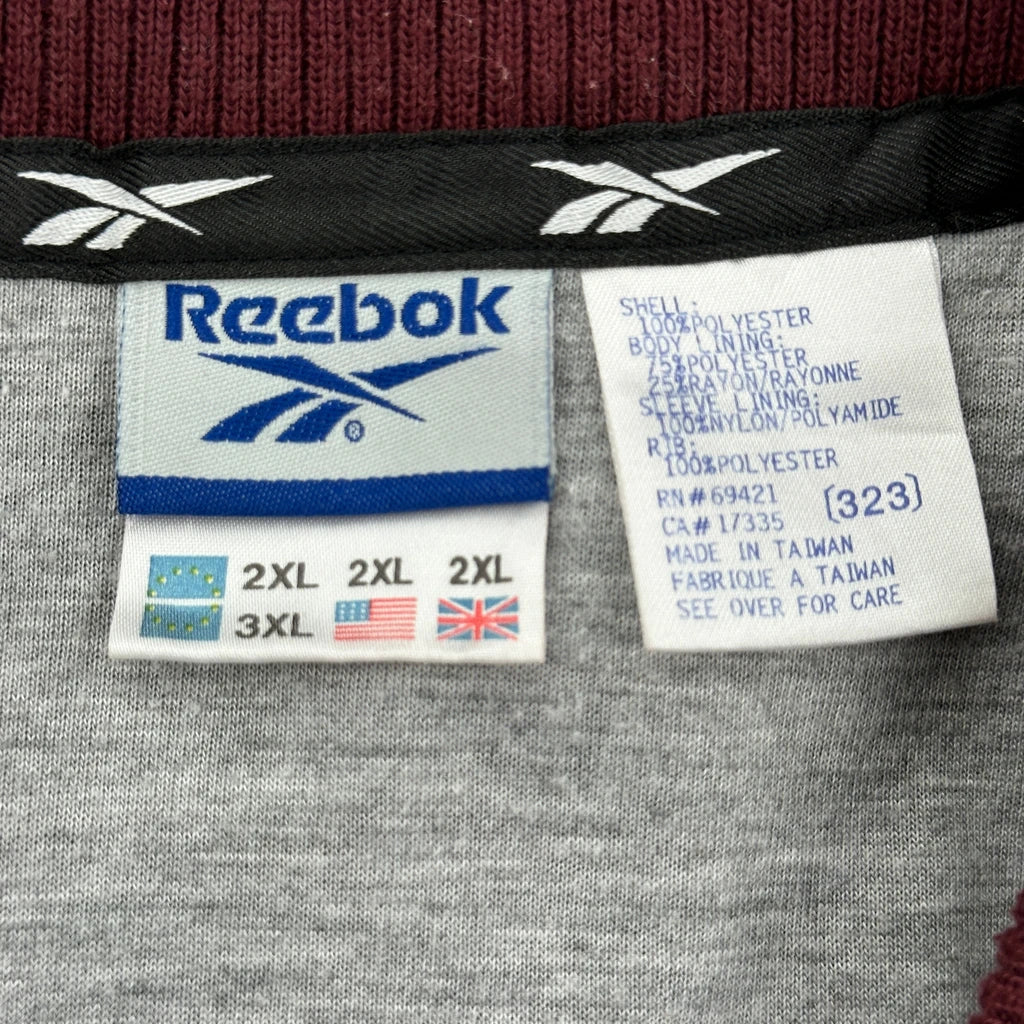 Reebok
®
2XL 2XL 2XL
3XL
SHELL:
100%POLYESTER
BODY LINING:
75%POLYESTER
25%RAYON/RAYONNE
SLEEVE LINING:
100%NYLON/POLYAMIDE
RIB:
100%POLYESTER
RN#69421
(323)
CA#17335
MADE IN TAIWAN
FABRIQUE A TAIWAN
SEE OVER FOR CARE